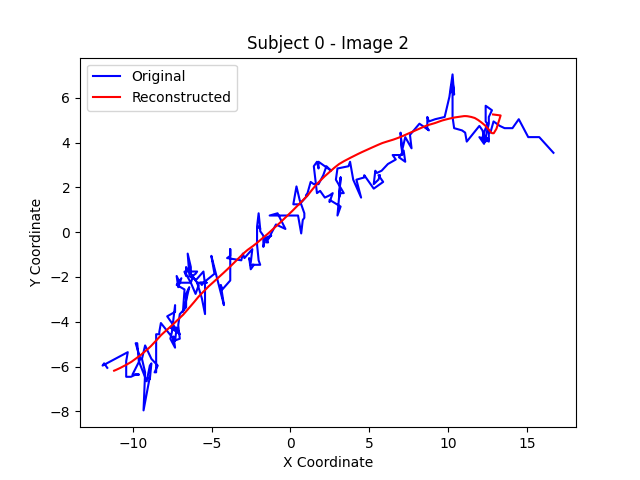 Subject 0 - Image 2
Original
Reconstructed
6
4
2
0
−2
−4
−6
−8
Y Coordinate
−10 −5 0 5 10 15
X Coordinate